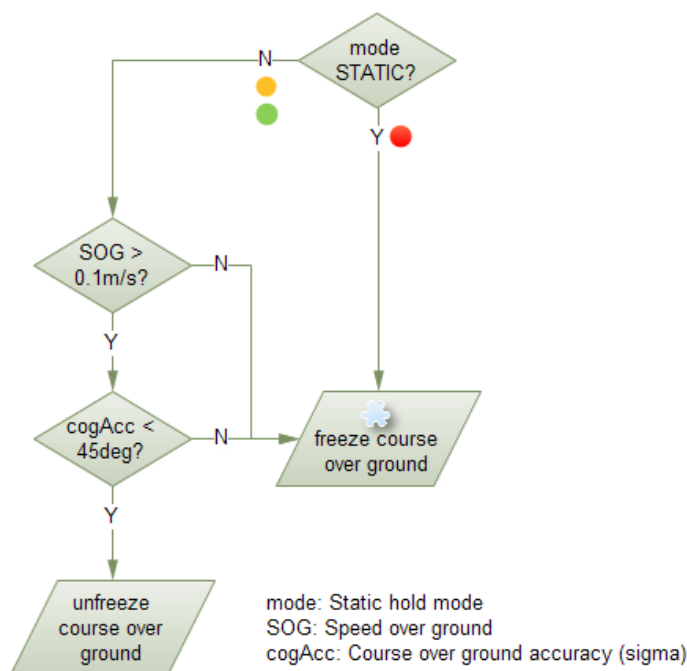 mode
STATIC?
N
Y
SOG >
0.1m/s?
N
Y
cogAcc <
45deg?
N
freeze course
over ground
Y
unfreeze
course over
ground
mode: Static hold mode
SOG: Speed over ground
cogAcc: Course over ground accuracy (sigma)